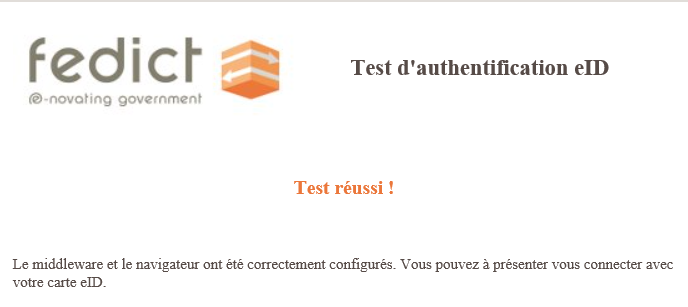 fedict
e-novating government
Test d'authentification eID
Test réussi !
Le middleware et le navigateur ont été correctement configurés. Vous pouvez à présenter vous connecter avec
votre carte eID.